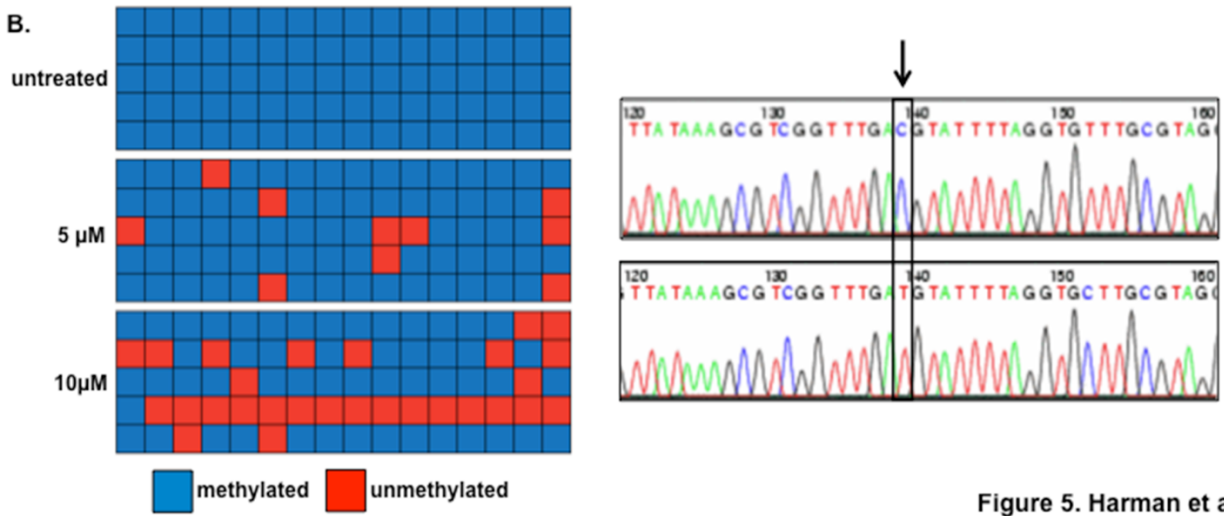 B.
untreated
5 µM
10µM
methylated
unmethylated
120 130 140 150 160
TTATAAAGCGTCGGTTTGACGTATTTTAGGTGTTTGCGTAG
120 130 140 150 160
TTATAAAGCGTCGGTTTGATGTATTTTAGGTGCTTGCGTAG
Figure 5. Harman et a